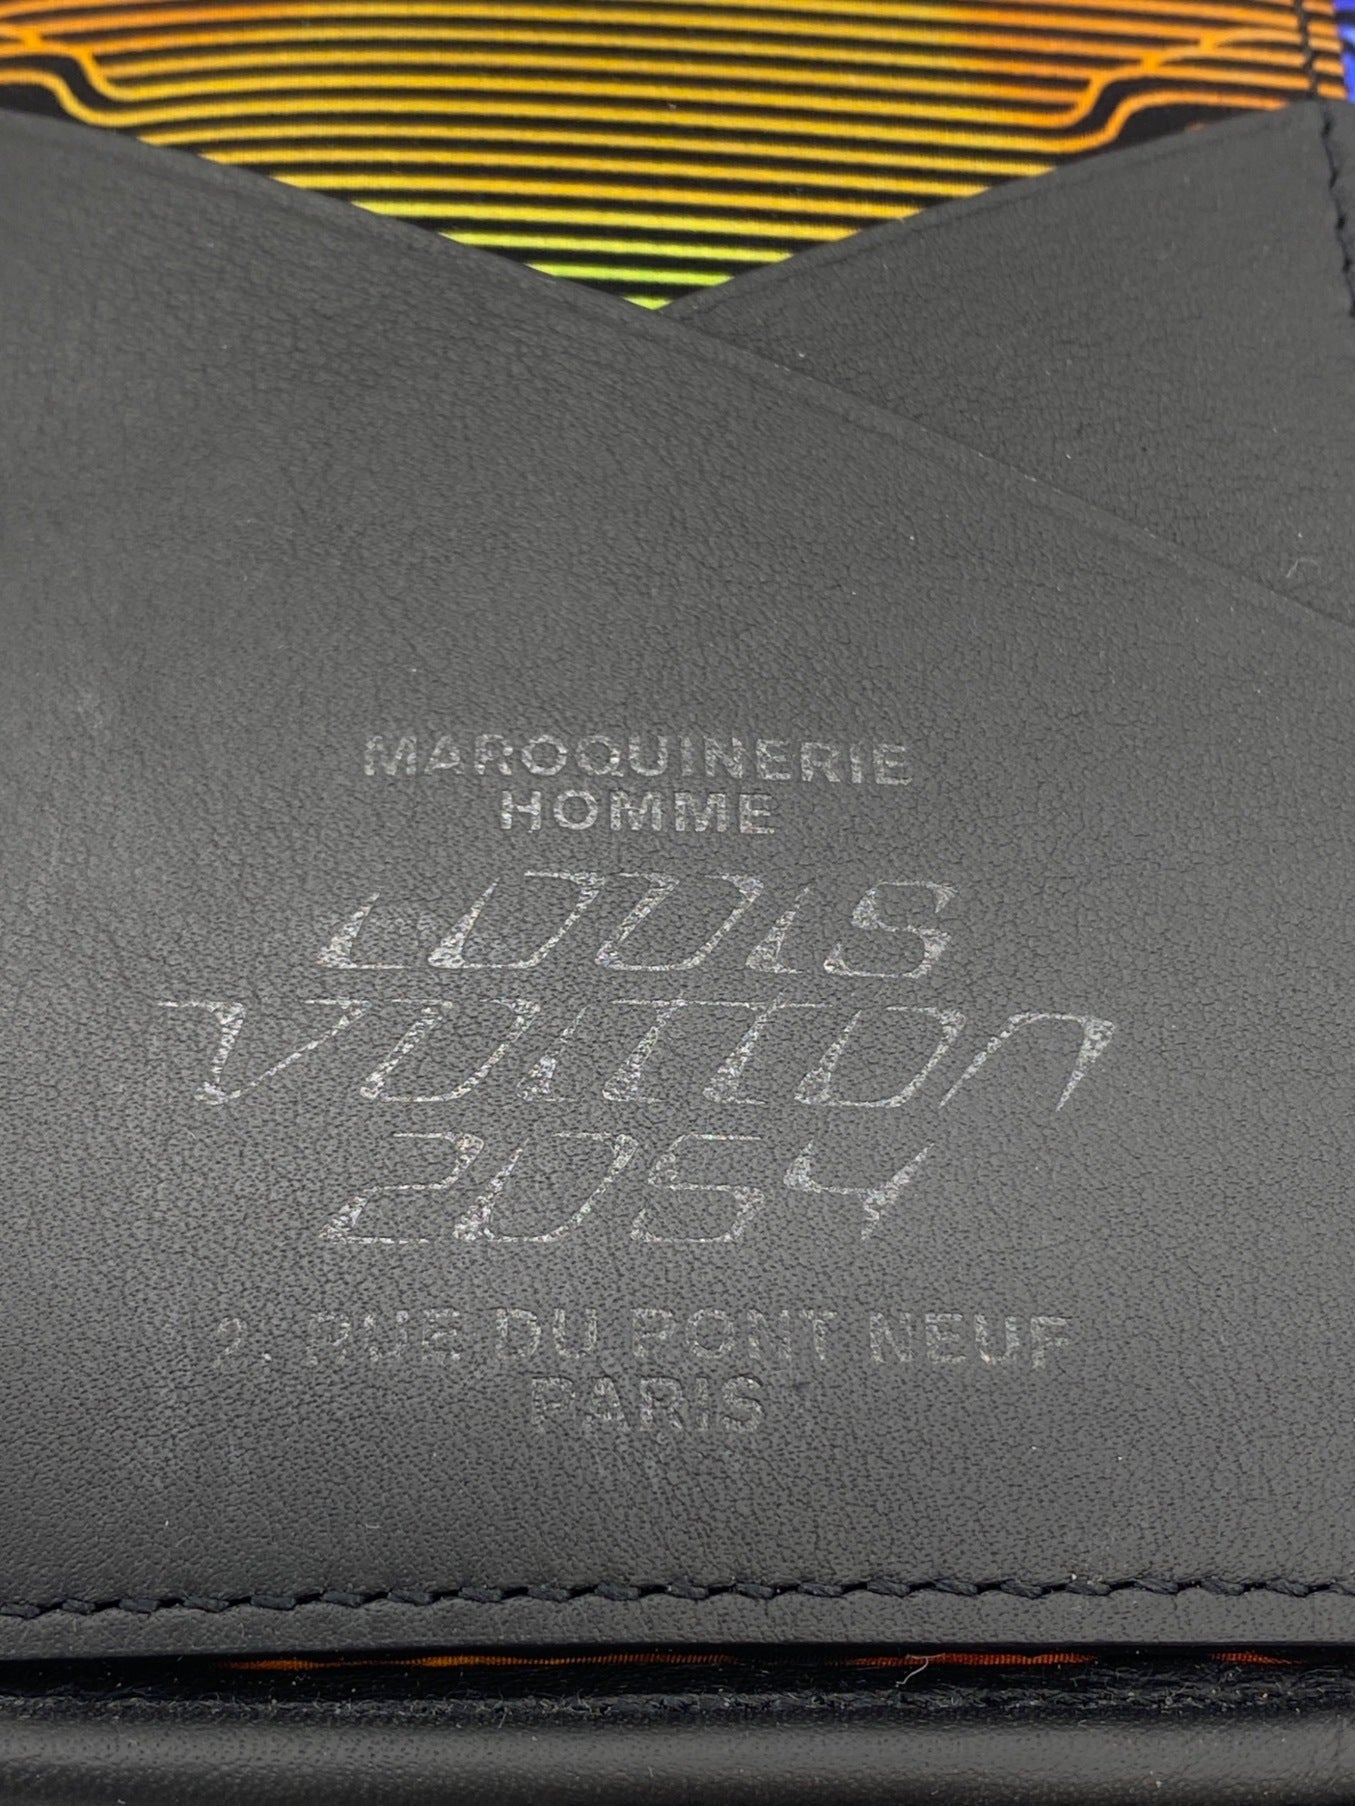 MAROQUINERIE
HOMME
LOUIS
VUITTON
2054
2, RUE DU PONT NEUF
PARIS